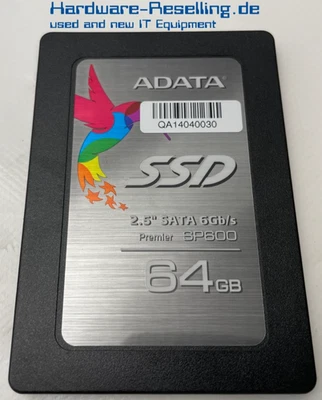 Hardware-Reselling.de
used and new IT Equipment
ADATA
QA14040030
SSD
2.5" SATA 6Gb/s
Premier SP600
64GB